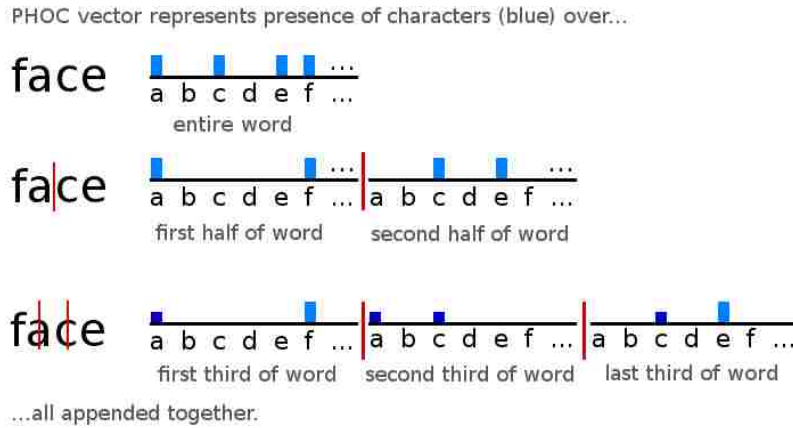 PHOC vector represents presence of characters (blue) over...
face
...
a b c d e f ...
entire word
face
... ...
a b c d e f ... a b c d e f ...
first half of word second half of word
face
a b c d e f ... a b c d e f ... a b c d e f ...
first third of word second third of word last third of word
...all appended together.